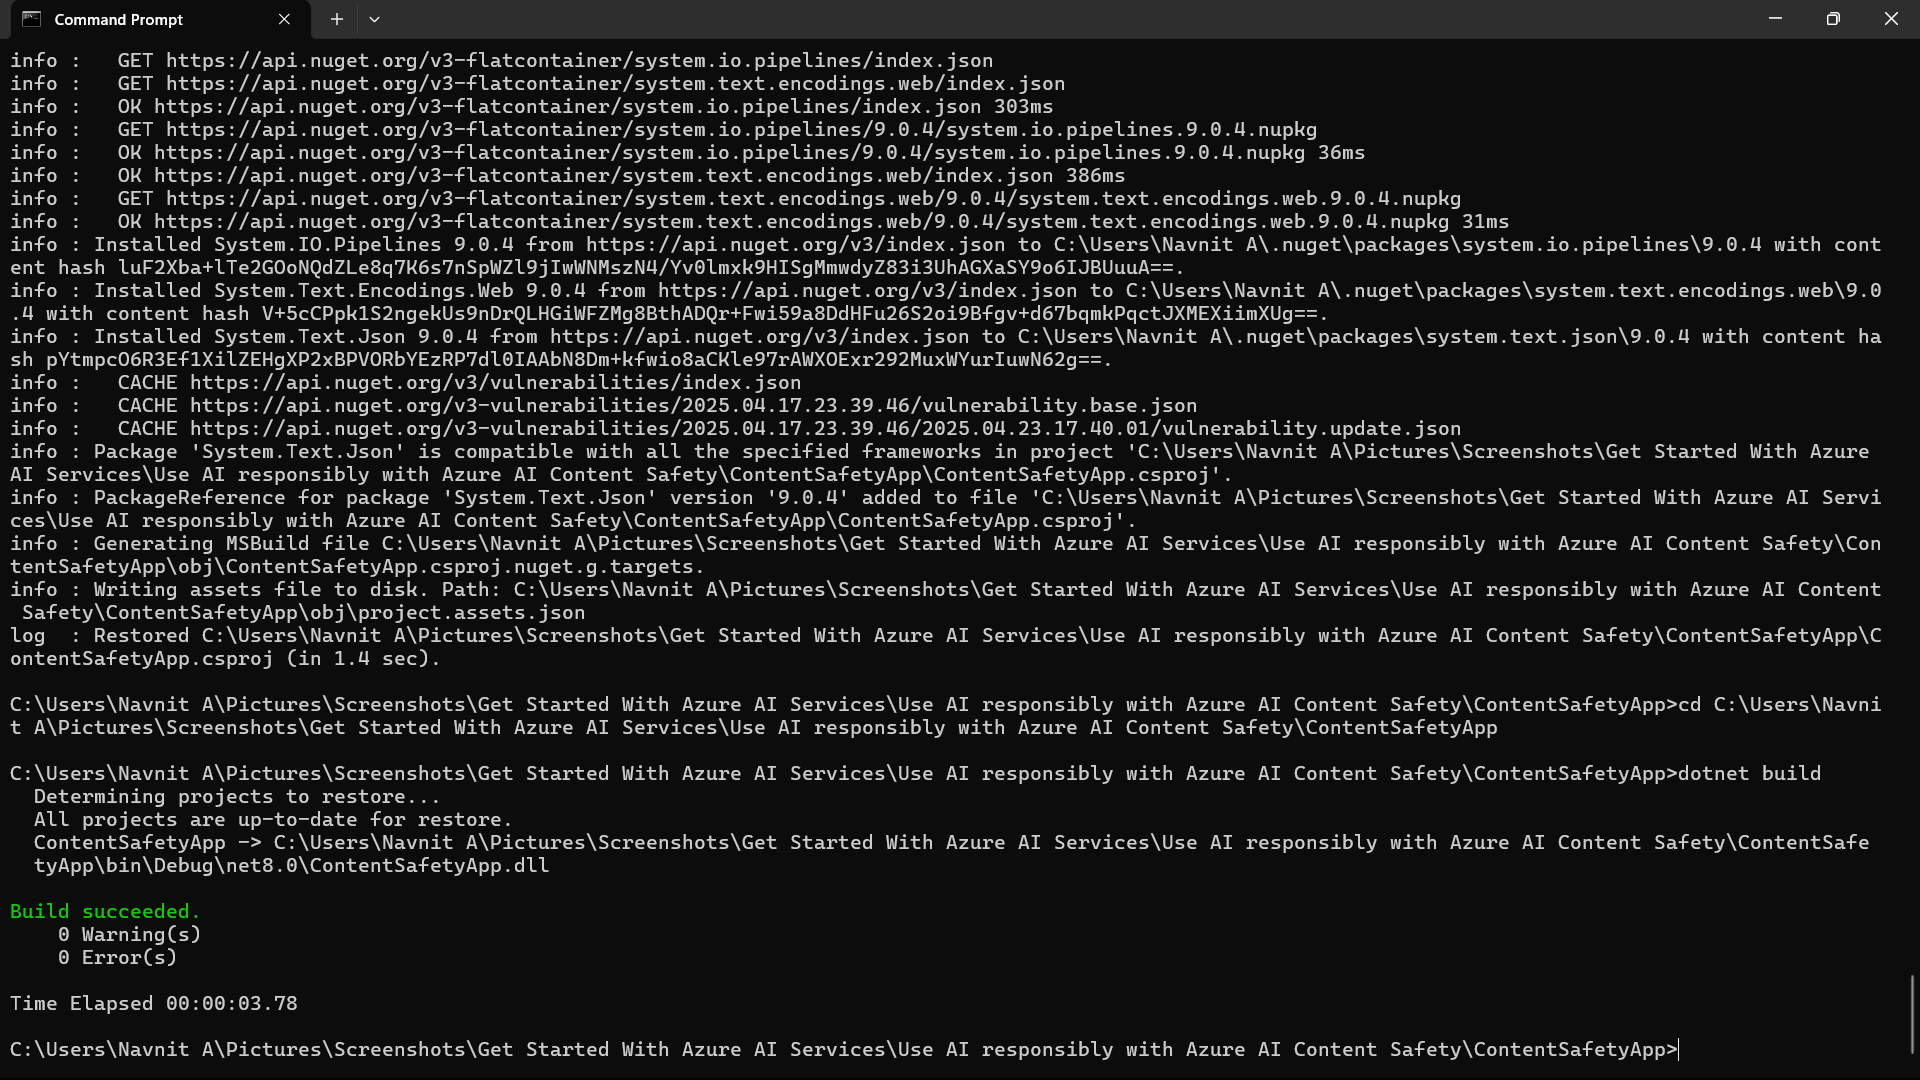 Command Prompt
info :   GET https://api.nuget.org/v3-flatcontainer/system.io.pipelines/index.json
info :   GET https://api.nuget.org/v3-flatcontainer/system.text.encodings.web/index.json
info :   OK https://api.nuget.org/v3-flatcontainer/system.io.pipelines/index.json 303ms
info :   GET https://api.nuget.org/v3-flatcontainer/system.io.pipelines/9.0.4/system.io.pipelines.9.0.4.nupkg
info :   OK https://api.nuget.org/v3-flatcontainer/system.io.pipelines/9.0.4/system.io.pipelines.9.0.4.nupkg 36ms
info :   OK https://api.nuget.org/v3-flatcontainer/system.text.encodings.web/index.json 386ms
info :   GET https://api.nuget.org/v3-flatcontainer/system.text.encodings.web/9.0.4/system.text.encodings.web.9.0.4.nupkg
info :   OK https://api.nuget.org/v3-flatcontainer/system.text.encodings.web/9.0.4/system.text.encodings.web.9.0.4.nupkg 31ms
info : Installed System.IO.Pipelines 9.0.4 from https://api.nuget.org/v3/index.json to C:\Users\Navnit A\.nuget\packages\system.io.pipelines\9.0.4 with cont
ent hash luF2Xba+lTe2GOoNQdZLe8q7K6s7nSpWZl9jIwWNMszN4/Yv0lmxk9HISgMmwdyZ83i3UhAGXaSY9o6IJBUuuA==.
info : Installed System.Text.Encodings.Web 9.0.4 from https://api.nuget.org/v3/index.json to C:\Users\Navnit A\.nuget\packages\system.text.encodings.web\9.0
.4 with content hash V+5cCPpk1S2ngekUs9nDrQLHGiWFZMg8BthADQr+Fwi59a8DdHFu26S2oi9Bfgv+d67bqmkPqctJXMEXiimXUg==.
info : Installed System.Text.Json 9.0.4 from https://api.nuget.org/v3/index.json to C:\Users\Navnit A\.nuget\packages\system.text.json\9.0.4 with content ha
sh pYtmpcO6R3Ef1XilZEHgXP2xBPVORbYEzRP7dl0IAAbN8Dm+kfwio8aCKle97rAWXOExr292MuxWYurIuwN62g==.
info :   CACHE https://api.nuget.org/v3/vulnerabilities/index.json
info :   CACHE https://api.nuget.org/v3-vulnerabilities/2025.04.17.23.39.46/vulnerability.base.json
info :   CACHE https://api.nuget.org/v3-vulnerabilities/2025.04.17.23.39.46/2025.04.23.17.40.01/vulnerability.update.json
info : Package 'System.Text.Json' is compatible with all the specified frameworks in project 'C:\Users\Navnit A\Pictures\Screenshots\Get Started With Azure
AI Services\Use AI responsibly with Azure AI Content Safety\ContentSafetyApp\ContentSafetyApp.csproj'.
info : PackageReference for package 'System.Text.Json' version '9.0.4' added to file 'C:\Users\Navnit A\Pictures\Screenshots\Get Started With Azure AI Servi
ces\Use AI responsibly with Azure AI Content Safety\ContentSafetyApp\ContentSafetyApp.csproj'.
info : Generating MSBuild file C:\Users\Navnit A\Pictures\Screenshots\Get Started With Azure AI Services\Use AI responsibly with Azure AI Content Safety\Con
tentSafetyApp\obj\ContentSafetyApp.csproj.nuget.g.targets.
info : Writing assets file to disk. Path: C:\Users\Navnit A\Pictures\Screenshots\Get Started With Azure AI Services\Use AI responsibly with Azure AI Content
 Safety\ContentSafetyApp\obj\project.assets.json
log  : Restored C:\Users\Navnit A\Pictures\Screenshots\Get Started With Azure AI Services\Use AI responsibly with Azure AI Content Safety\ContentSafetyApp\C
ontentSafetyApp.csproj (in 1.4 sec).
C:\Users\Navnit A\Pictures\Screenshots\Get Started With Azure AI Services\Use AI responsibly with Azure AI Content Safety\ContentSafetyApp>cd C:\Users\Navni
t A\Pictures\Screenshots\Get Started With Azure AI Services\Use AI responsibly with Azure AI Content Safety\ContentSafetyApp
C:\Users\Navnit A\Pictures\Screenshots\Get Started With Azure AI Services\Use AI responsibly with Azure AI Content Safety\ContentSafetyApp>dotnet build
  Determining projects to restore...
  All projects are up-to-date for restore.
  ContentSafetyApp -> C:\Users\Navnit A\Pictures\Screenshots\Get Started With Azure AI Services\Use AI responsibly with Azure AI Content Safety\ContentSafe
  tyApp\bin\Debug\net8.0\ContentSafetyApp.dll
Build succeeded.
    0 Warning(s)
    0 Error(s)
Time Elapsed 00:00:03.78
C:\Users\Navnit A\Pictures\Screenshots\Get Started With Azure AI Services\Use AI responsibly with Azure AI Content Safety\ContentSafetyApp>